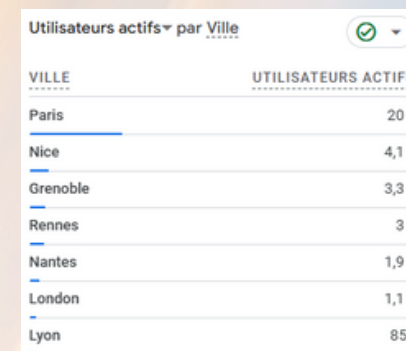 Utilisateurs actifs par Ville
VILLE UTILISATEURS ACTIF
Paris 20
Nice 4,1
Grenoble 3,3
Rennes 3
Nantes 1,9
London 1,1
Lyon 85